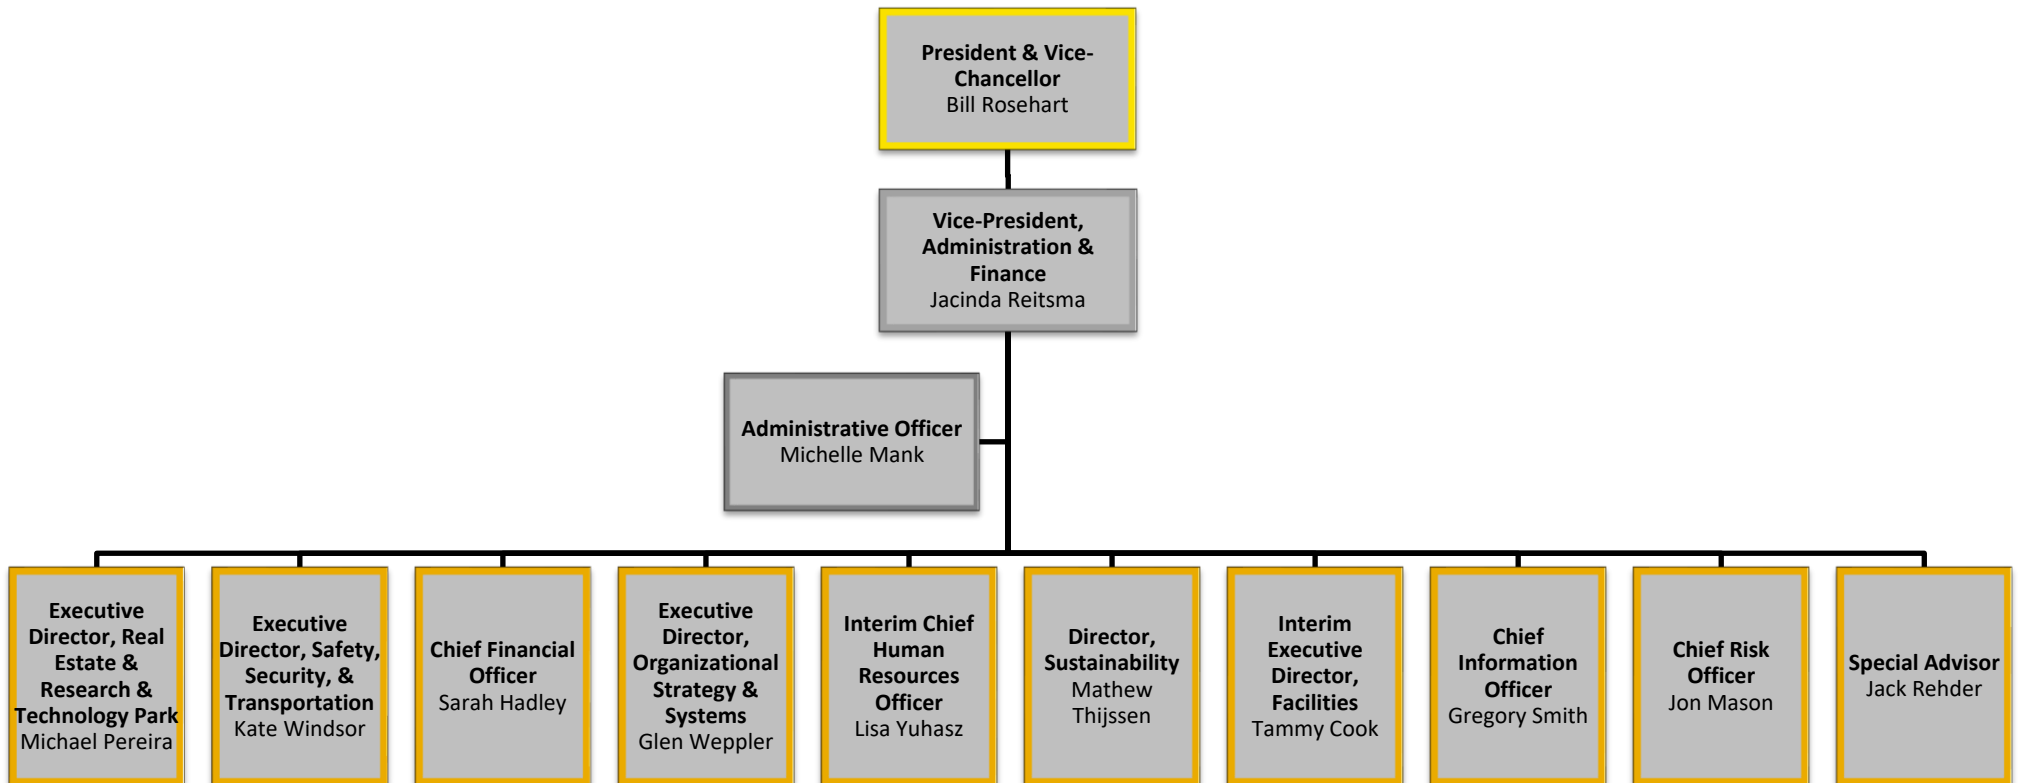 President & Vice-
Chancellor
Bill Rosehart
Vice-President,
Administration &
Finance
Jacinda Reitsma
Administrative Officer
Michelle Mank
Executive
Director, Real
Estate &
Research &
Technology Park
Michael Pereira
Executive
Director, Safety,
Security, &
Transportation
Kate Windsor
Chief Financial
Officer
Sarah Hadley
Executive
Director,
Organizational
Strategy &
Systems
Glen Weppler
Interim Chief
Human
Resources
Officer
Lisa Yuhasz
Director,
Sustainability
Mathew
Thijssen
Interim
Executive
Director,
Facilities
Tammy Cook
Chief
Information
Officer
Gregory Smith
Chief Risk
Officer
Jon Mason
Special Advisor
Jack Rehder